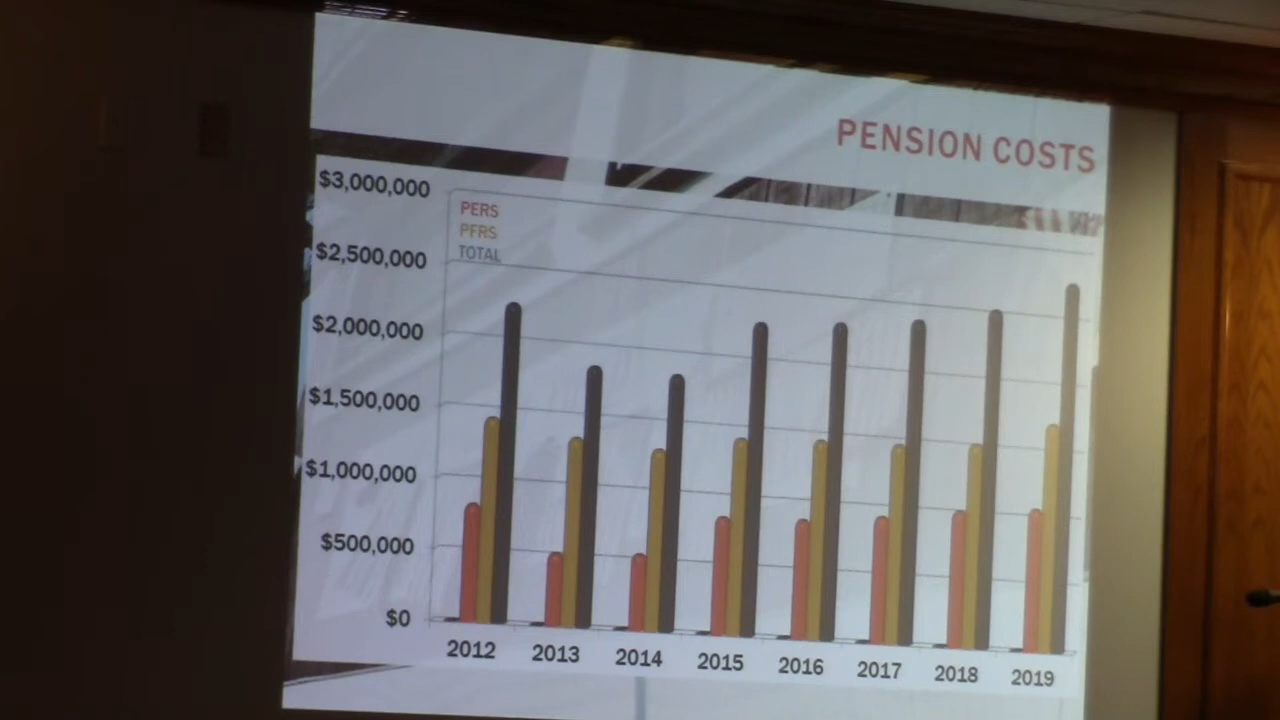 PENSION COSTS
$3,000,000
PERS
PFRS
$2,500,000
TOTAL
$2,000,000
$1,500,000
$1,000,000
$500,000
$0
2012 2013 2014 2015 2016 2017 2018 2019